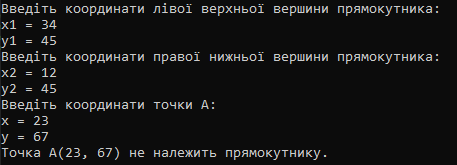 Введіть координати лівої верхньої вершини прямокутника:
x1 = 34
y1 = 45
Введіть координати правої нижньої вершини прямокутника:
x2 = 12
y2 = 45
Введіть координати точки А:
x = 23
y = 67
Точка А(23, 67) не належить прямокутнику.